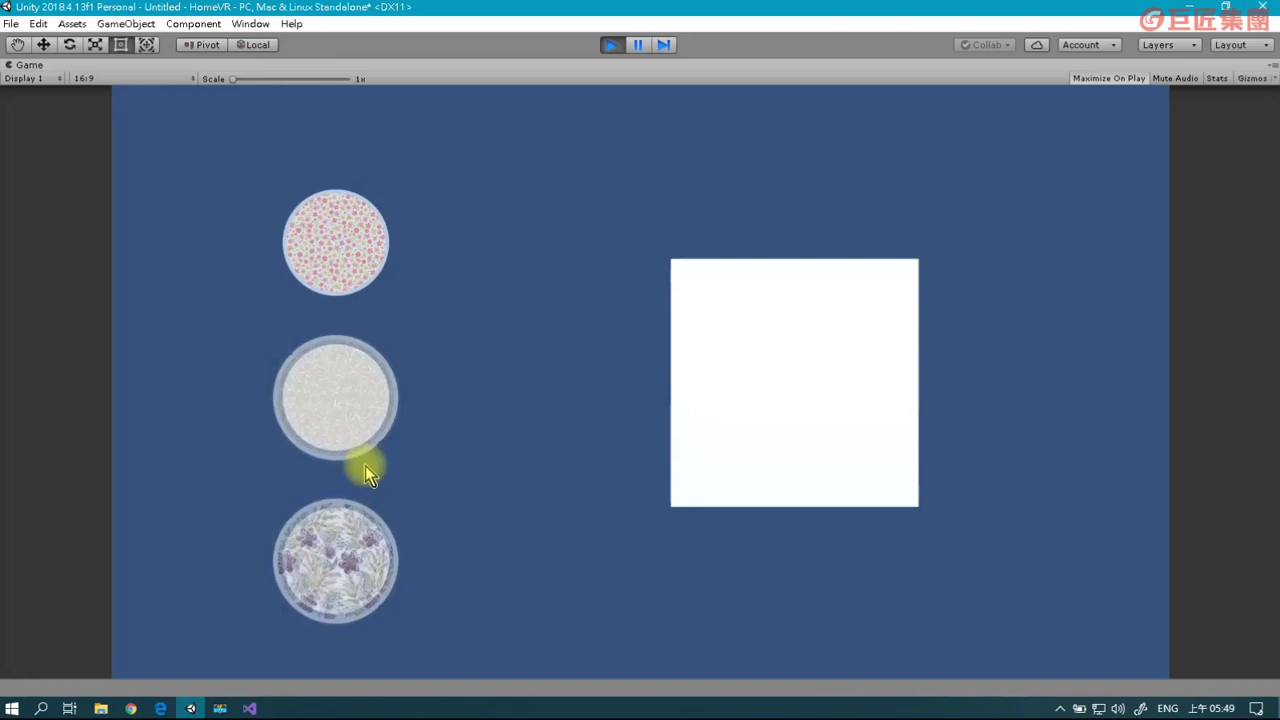 Unity 2018.4.13f1 Personal - Untitled - HomeVR - PC, Mac & Linux Standalone* <DX11>
File Edit Assets GameObject Component Window Help
巨匠集團
Pivot Local Collab Account Layers Layout
Game
Display 1 16:9 Scale 1x Maximize On Play Mute Audio Stats Gizmos
ENG 上午 05:49